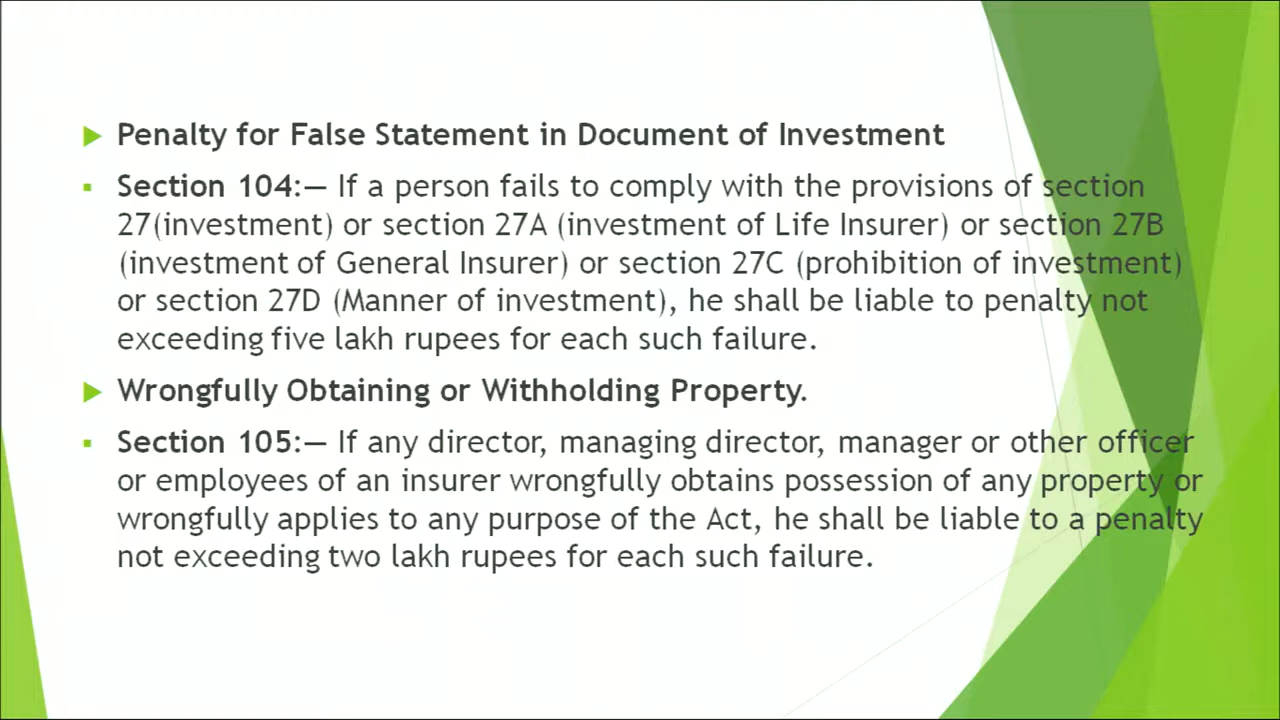 Penalty for False Statement in Document of Investment
Section 104:— If a person fails to comply with the provisions of section
27(investment) or section 27A (investment of Life Insurer) or section 27B
(investment of General Insurer) or section 27C (prohibition of investment)
or section 27D (Manner of investment), he shall be liable to penalty not
exceeding five lakh rupees for each such failure.
Wrongfully Obtaining or Withholding Property.
Section 105:— If any director, managing director, manager or other officer
or employees of an insurer wrongfully obtains possession of any property or
wrongfully applies to any purpose of the Act, he shall be liable to a penalty
not exceeding two lakh rupees for each such failure.